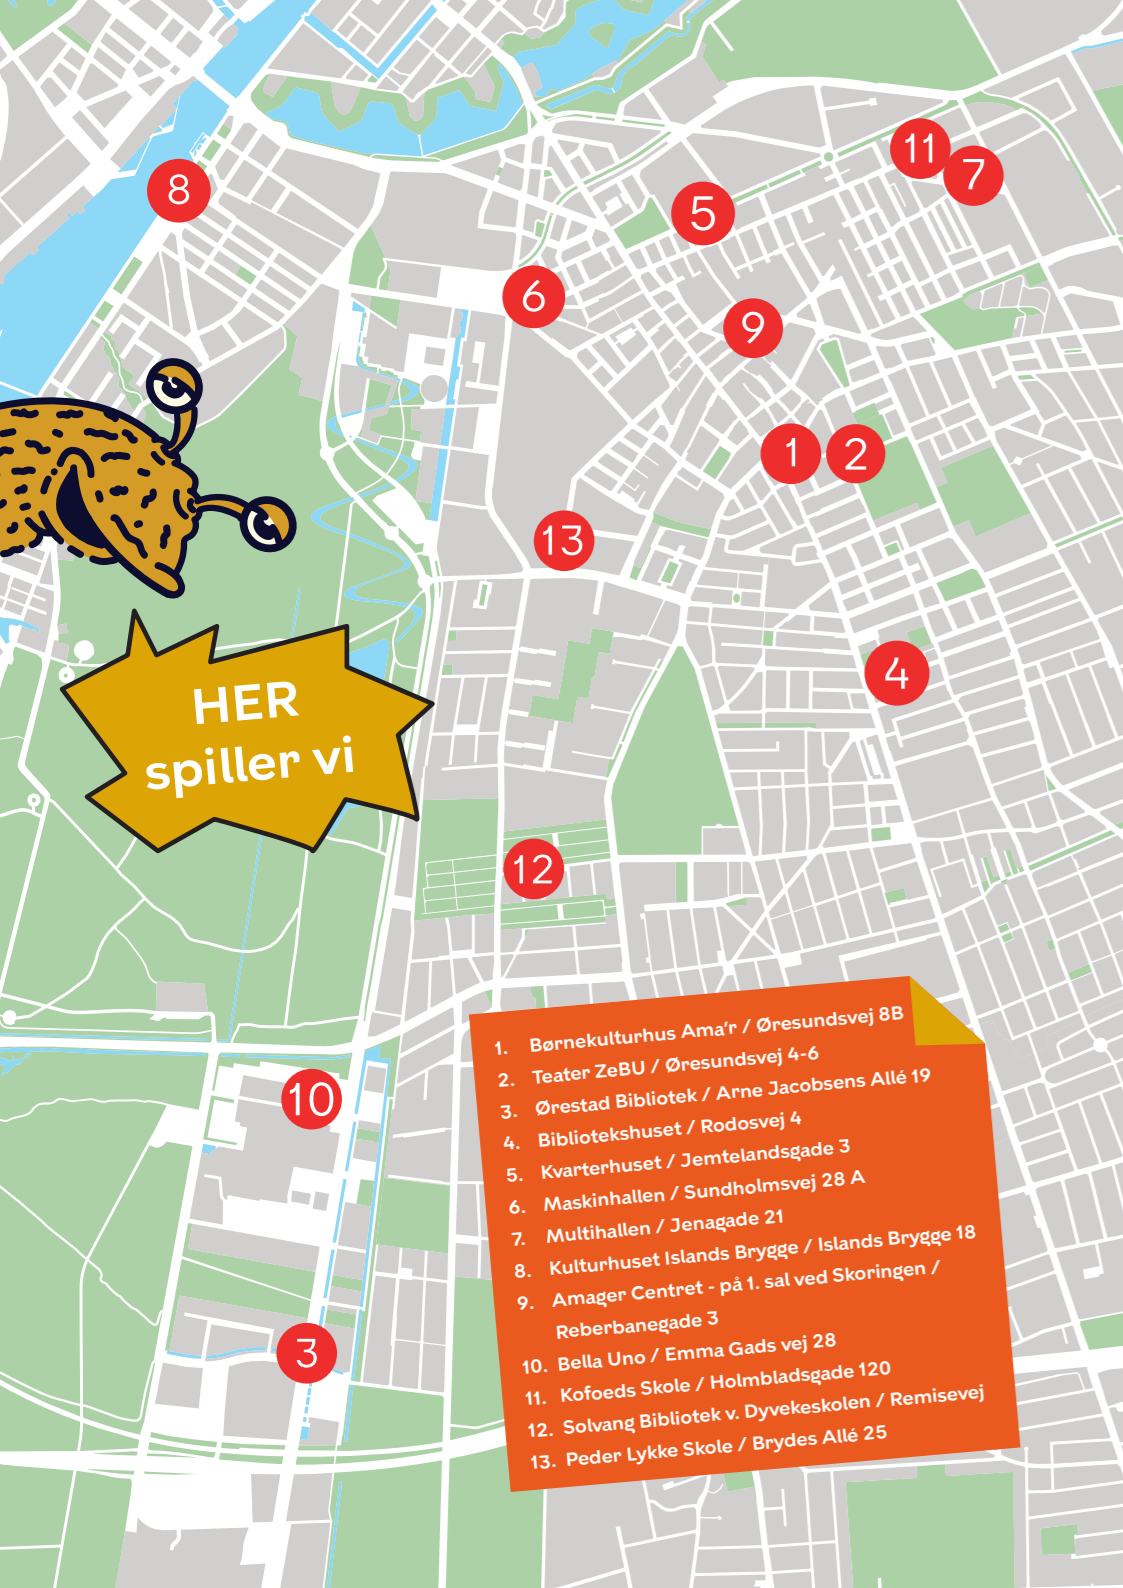 8
11
7
5
6
9
1
2
13
4
HER
spiller vi
12
10
3
1. Børnekulturhus Ama'r / Øresundsvej 8B
2. Teater ZeBU / Øresundsvej 4-6
3. Ørestad Bibliotek / Arne Jacobsens Allé 19
4. Bibliotekshuset / Rodosvej 4
5. Kvarterhuset / Jemtelandsgade 3
6. Maskinhallen / Sundholmsvej 28 A
7. Multihallen / Jenagade 21
8. Kulturhuset Islands Brygge / Islands Brygge 18
9. Amager Centret - på 1. sal ved Skoringen /
Reberbanegade 3
10. Bella Uno / Emma Gads vej 28
11. Kofoeds Skole / Holmbladsgade 120
12. Solvang Bibliotek v. Dyvekeskolen / Remisevej
13. Peder Lykke Skole / Brydes Allé 25